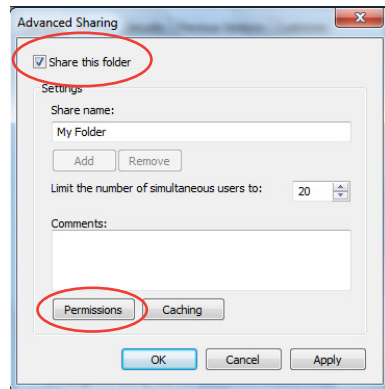 Advanced Sharing
Share this folder
Settings
Share name:
My Folder
Add Remove
Limit the number of simultaneous users to: 20
Comments:
Permissions Caching
OK Cancel Apply